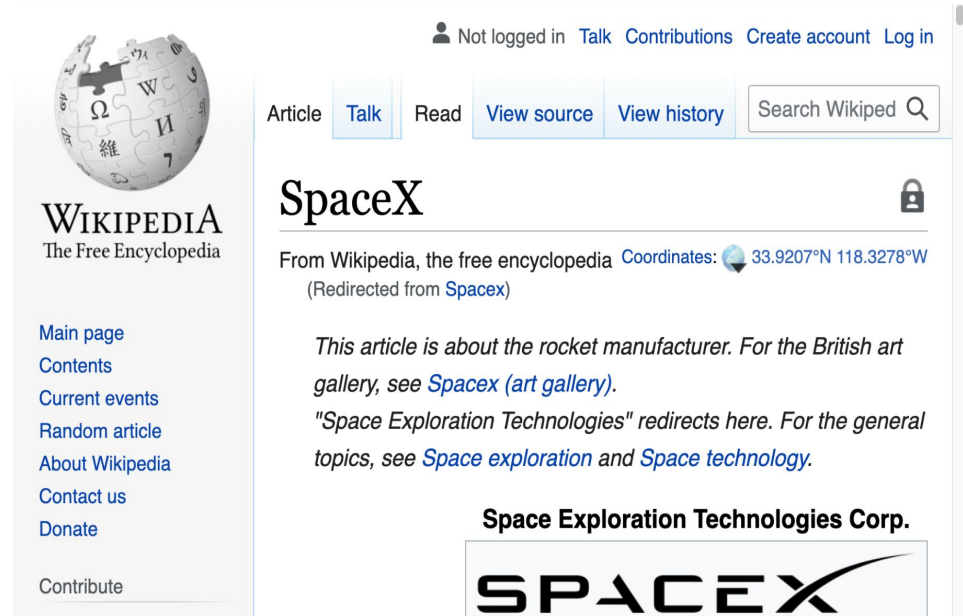 Not logged in Talk Contributions Create account Log in
Article Talk Read View source View history Search Wikiped
Ω W И 維 7
WIKIPEDIA
The Free Encyclopedia
SpaceX
From Wikipedia, the free encyclopedia Coordinates: 33.9207°N 118.3278°W
(Redirected from Spacex)
This article is about the rocket manufacturer. For the British art
gallery, see Spacex (art gallery).
"Space Exploration Technologies" redirects here. For the general
topics, see Space exploration and Space technology.
Space Exploration Technologies Corp.
SPACEX
Main page
Contents
Current events
Random article
About Wikipedia
Contact us
Donate
Contribute